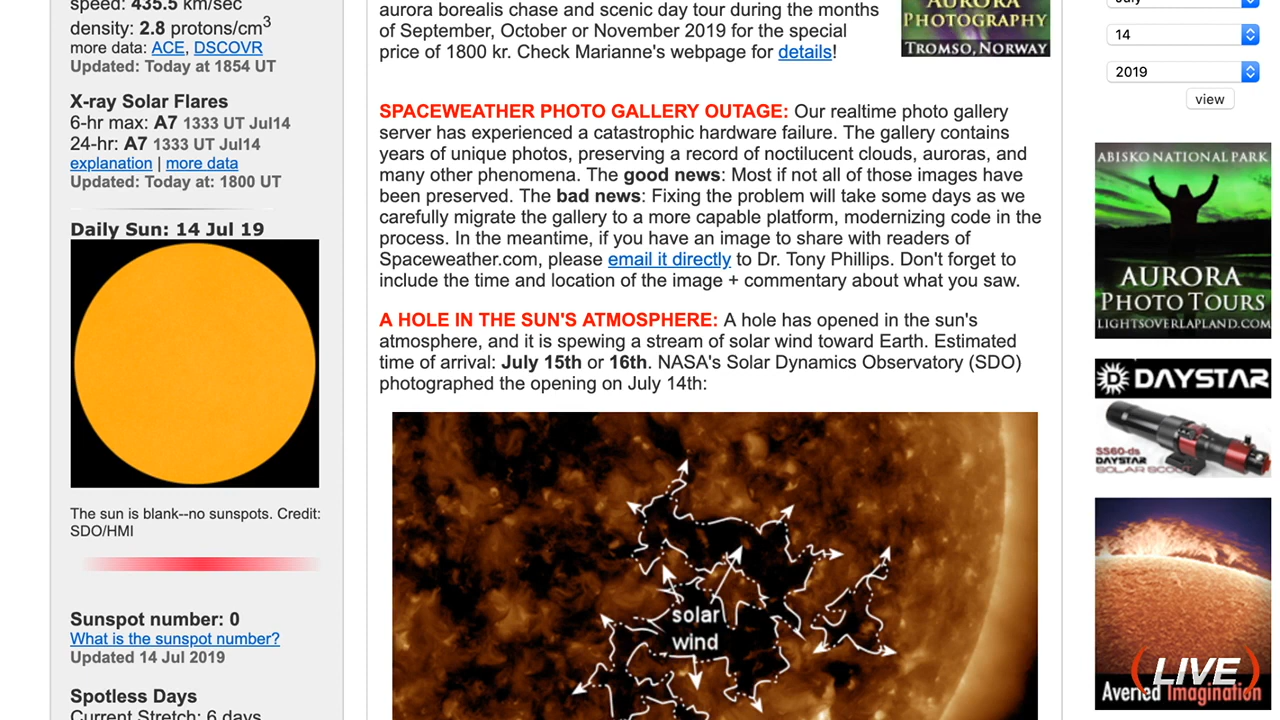 speed: 435.5 km/sec
density: 2.8 protons/cm3
more data: ACE, DSCOVR
Updated: Today at 1854 UT
X-ray Solar Flares
6-hr max: A7 1333 UT Jul14
24-hr: A7 1333 UT Jul14
explanation | more data
Updated: Today at: 1800 UT
Daily Sun: 14 Jul 19
The sun is blank--no sunspots. Credit:
SDO/HMI
Sunspot number: 0
What is the sunspot number?
Updated 14 Jul 2019
Spotless Days
Current Stretch: 6 days
aurora borealis chase and scenic day tour during the months
of September, October or November 2019 for the special
price of 1800 kr. Check Marianne's webpage for details!
AURORA
PHOTOGRAPHY
TROMSO, NORWAY
SPACEWEATHER PHOTO GALLERY OUTAGE: Our realtime photo gallery
server has experienced a catastrophic hardware failure. The gallery contains
years of unique photos, preserving a record of noctilucent clouds, auroras, and
many other phenomena. The good news: Most if not all of those images have
been preserved. The bad news: Fixing the problem will take some days as we
carefully migrate the gallery to a more capable platform, modernizing code in the
process. In the meantime, if you have an image to share with readers of
Spaceweather.com, please email it directly to Dr. Tony Phillips. Don't forget to
include the time and location of the image + commentary about what you saw.
A HOLE IN THE SUN'S ATMOSPHERE: A hole has opened in the sun's
atmosphere, and it is spewing a stream of solar wind toward Earth. Estimated
time of arrival: July 15th or 16th. NASA's Solar Dynamics Observatory (SDO)
photographed the opening on July 14th:
solar
wind
July
14
2019
view
ABISKO NATIONAL PARK
AURORA
PHOTO TOURS
LIGHTSOVERLAPLAND.COM
DAYSTAR
SS60-ds
DAYSTAR
SOLAR SCOUT
(LIVE)
Averted Imagination